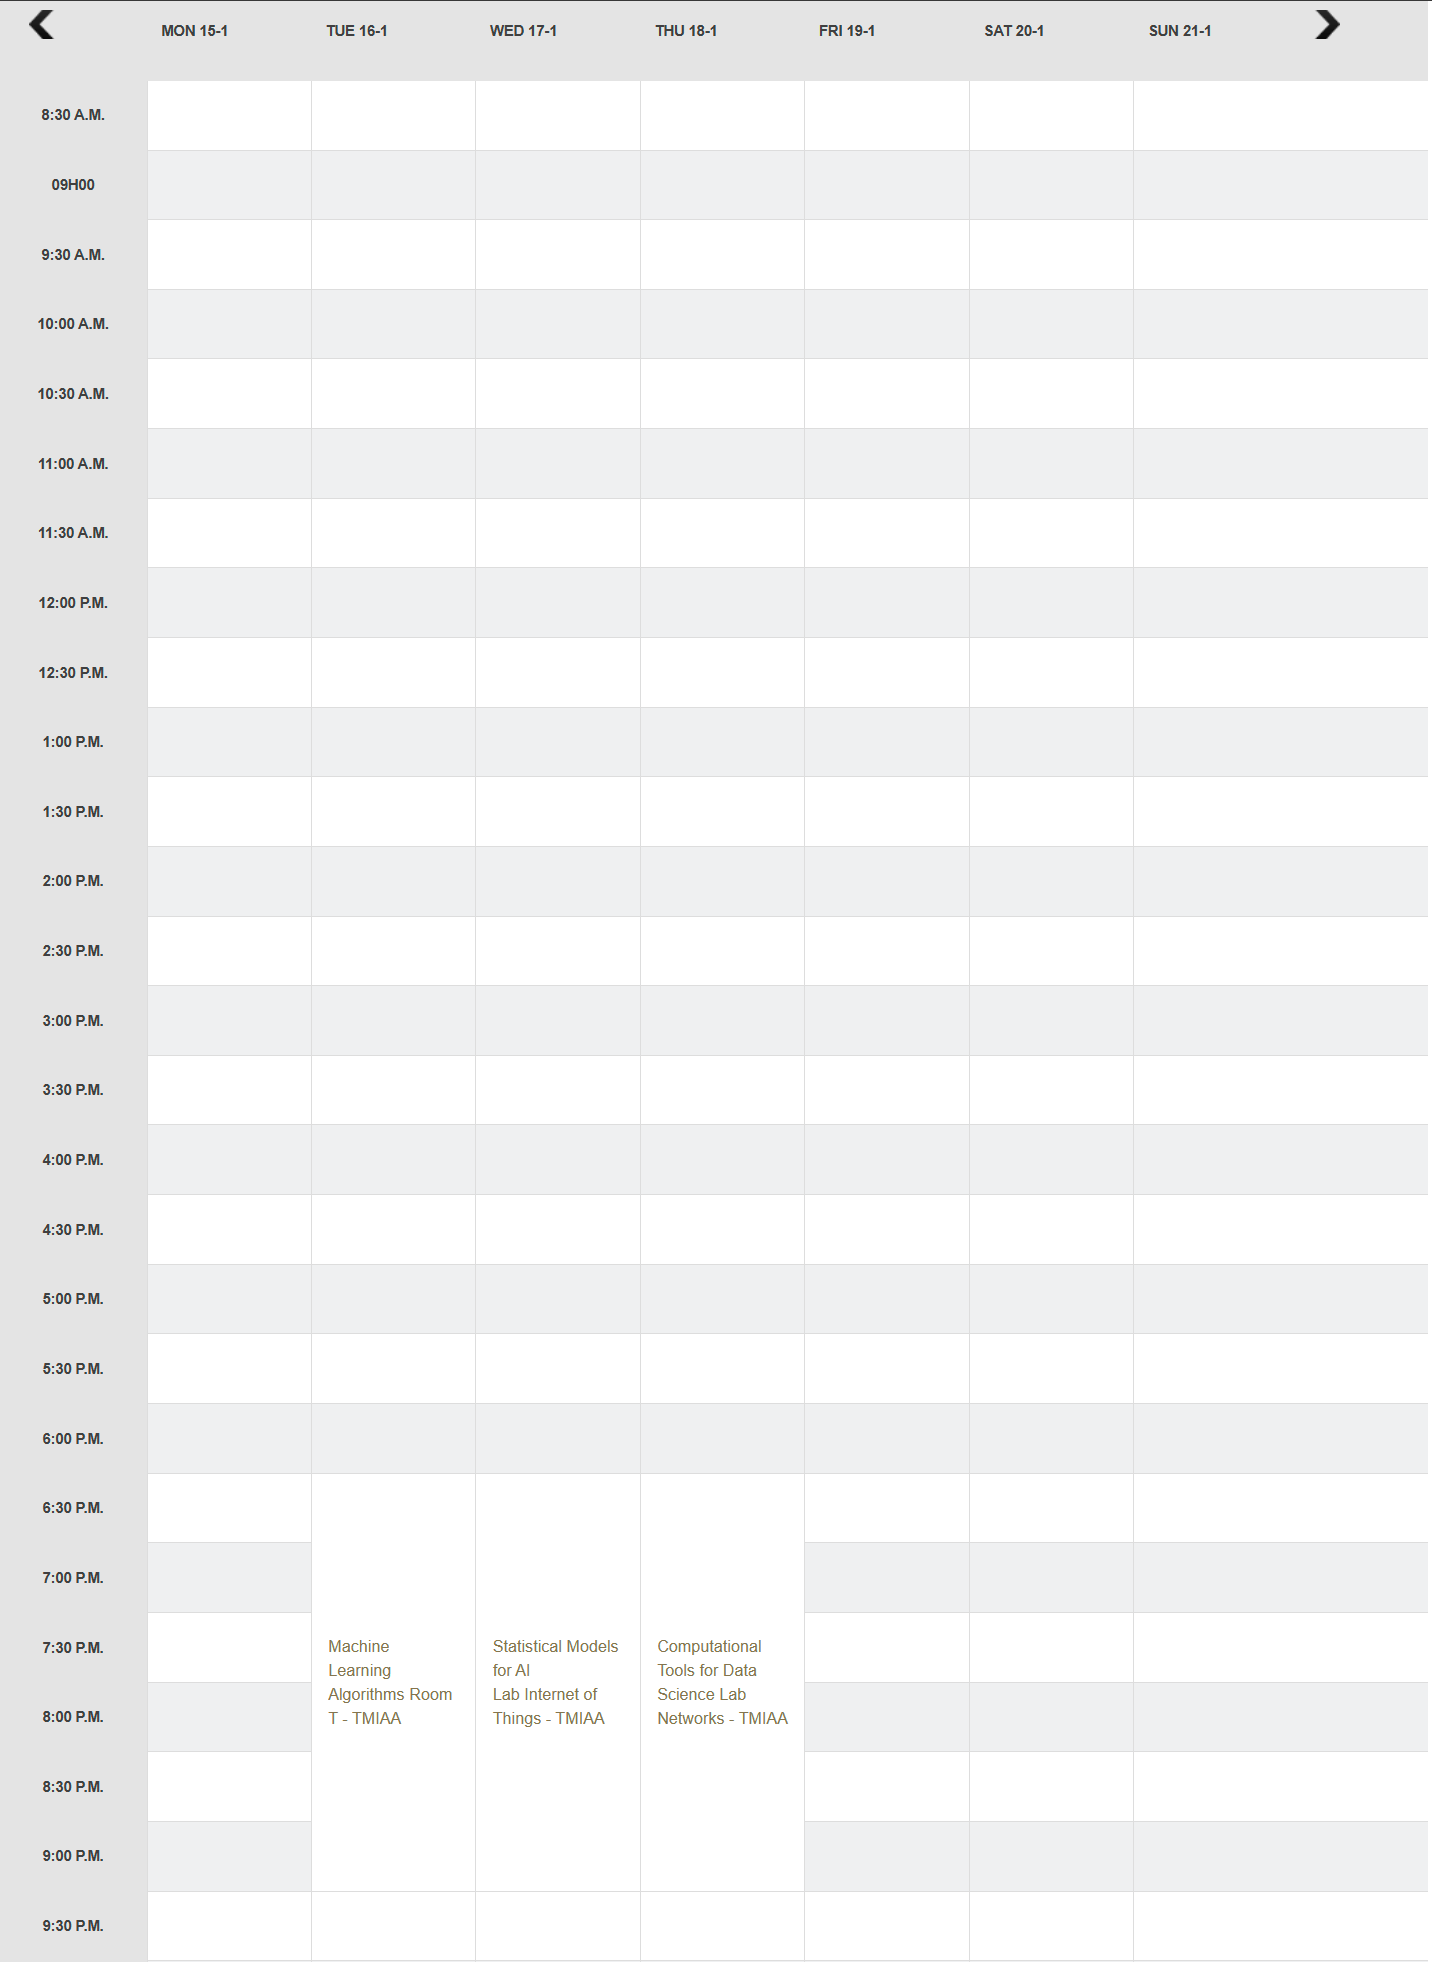 MON 15-1 TUE 16-1 WED 17-1 THU 18-1 FRI 19-1 SAT 20-1 SUN 21-1
8:30 A.M.
09H00
9:30 A.M.
10:00 A.M.
10:30 A.M.
11:00 A.M.
11:30 A.M.
12:00 P.M.
12:30 P.M.
1:00 P.M.
1:30 P.M.
2:00 P.M.
2:30 P.M.
3:00 P.M.
3:30 P.M.
4:00 P.M.
4:30 P.M.
5:00 P.M.
5:30 P.M.
6:00 P.M.
6:30 P.M.
7:00 P.M.
7:30 P.M.
8:00 P.M.
8:30 P.M.
9:00 P.M.
9:30 P.M.
Machine
Learning
Algorithms Room
T - TMIAA
Statistical Models
for AI
Lab Internet of
Things - TMIAA
Computational
Tools for Data
Science Lab
Networks - TMIAA